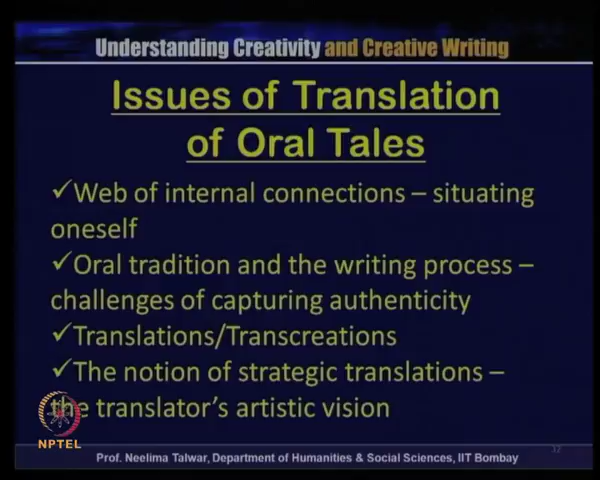 Understanding Creativity and Creative Writing
Issues of Translation
of Oral Tales
✓Web of internal connections – situating
oneself
✓Oral tradition and the writing process –
challenges of capturing authenticity
✓Translations/Transcreations
✓The notion of strategic translations –
the translator's artistic vision
NPTEL
Prof. Neelima Talwar, Department of Humanities & Social Sciences, IIT Bombay